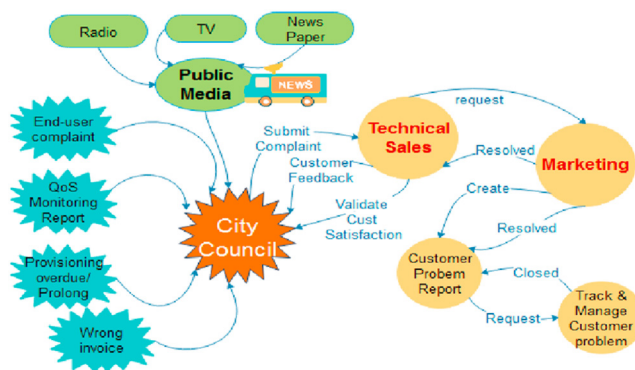 Radio
TV
News
Paper
Public
Media
NEWS
End-user
complaint
QoS
Monitoring
Report
Provisioning
overdue/
Prolong
Wrong
invoice
City
Council
Submit
Complaint
Customer
Feedback
Validate
Cust
Satisfaction
Technical
Sales
request
Resolved
Marketing
Create
Resolved
Customer
Probem
Report
Closed
Request
Track &
Manage
Customer
problem